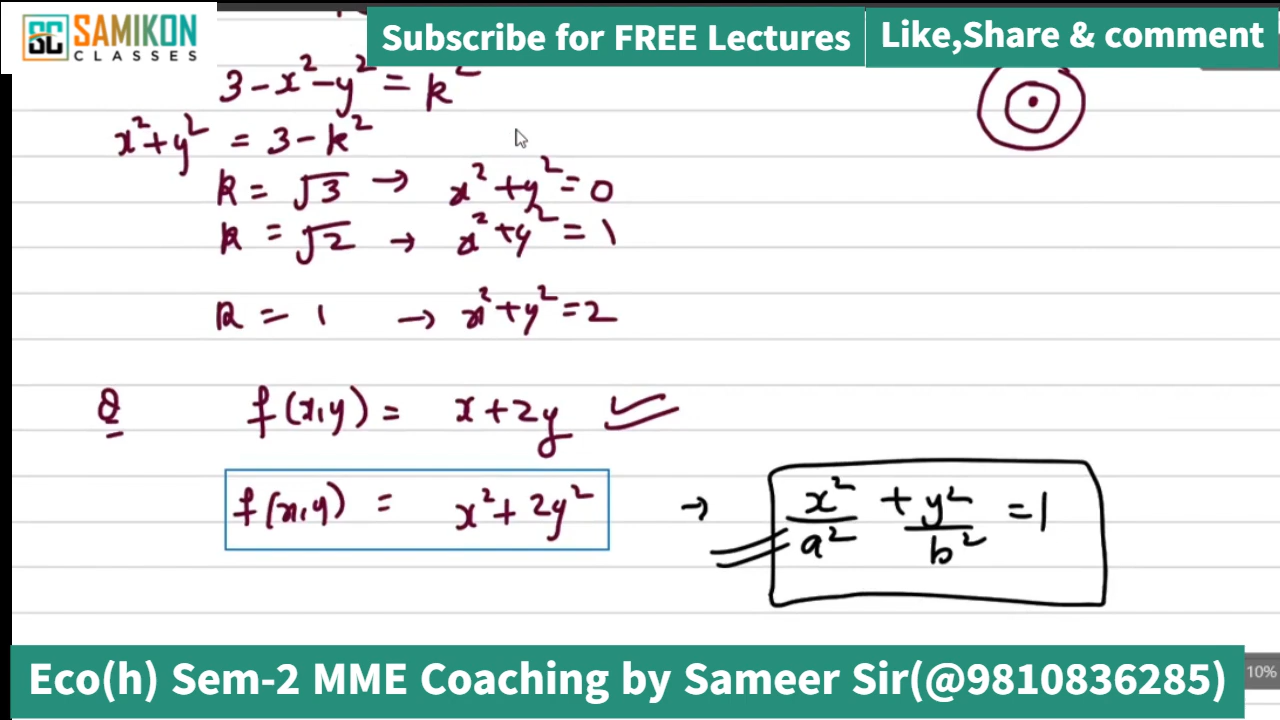 SC SAMIKON
CLASSES
Subscribe for FREE Lectures
Like,Share & comment
3 - x² - y² = k²
x² + y² = 3 - k²
k = √3 → x² + y² = 0
k = √2 → x² + y² = 1
k = 1 → x² + y² = 2
Q f(x,y) = x + 2y
f(x,y) = x² + 2y² → x²/a² + y²/b² = 1
Eco(h) Sem-2 MME Coaching by Sameer Sir(@9810836285)
10%